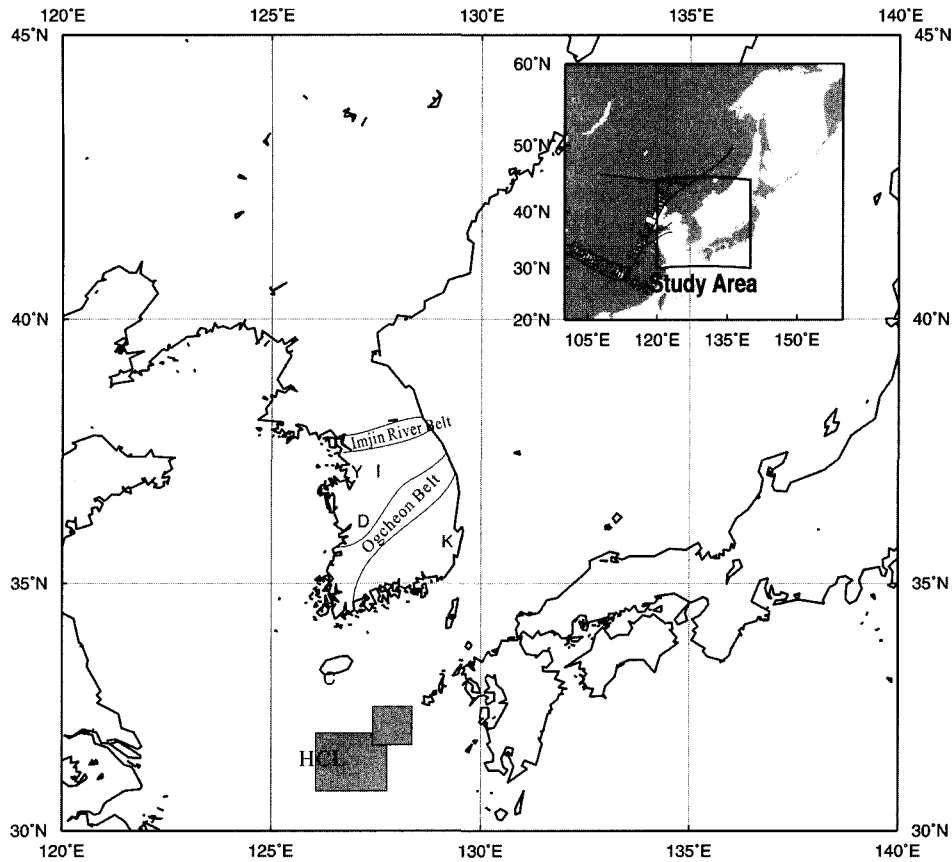 120°E 125°E 130°E 135°E 140°E
45°N 45°N
60°N
50°N
40°N
30°N
20°N
105°E 120°E 135°E 150°E
Study Area
40°N 40°N
Imjin River Belt
Y I
Ogcheon Belt
D
K
35°N 35°N
C
HCL
30°N 30°N
120°E 125°E 130°E 135°E 140°E